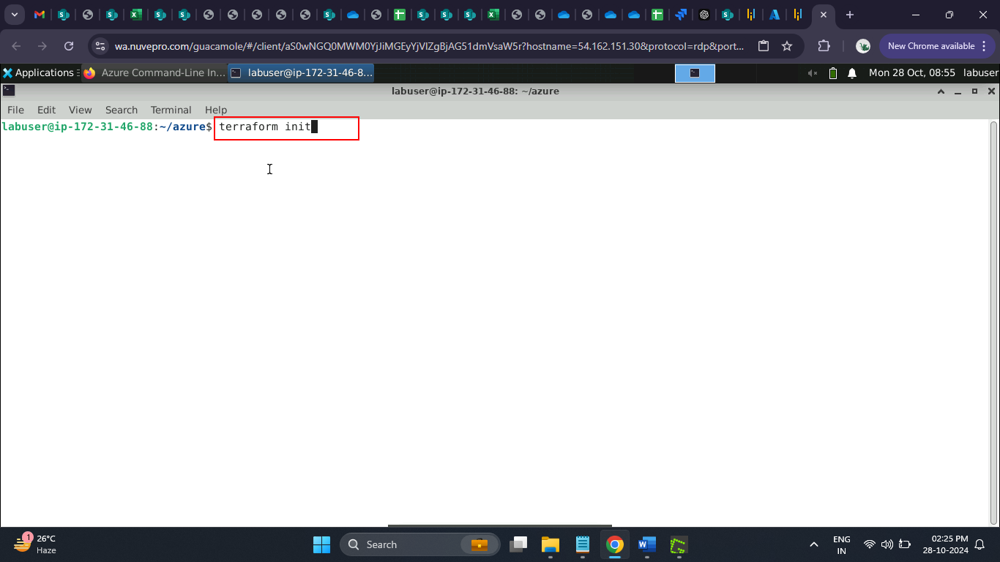 wa.nuvepro.com/guacamole/#/client/aS0wNGQ0MWM0YjJiMGEyYjVlZgBjAG51dmVsaW5r?hostname=54.162.151.30&protocol=rdp&port...
New Chrome available
Applications
Azure Command-Line In...
labuser@ip-172-31-46-8...
Mon 28 Oct, 08:55
labuser
labuser@ip-172-31-46-88: ~/azure
File Edit View Search Terminal Help
labuser@ip-172-31-46-88:~/azure$ terraform init
1
26°C
Haze
Search
ENG
IN
02:25 PM
28-10-2024